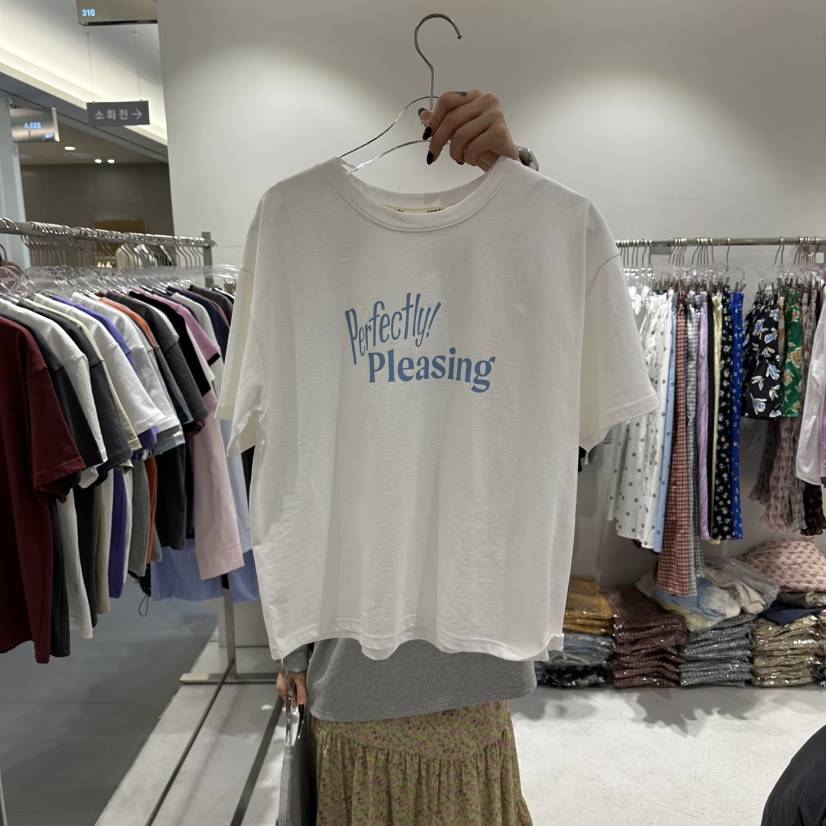 316
소화전→
Perfectly!
Pleasing